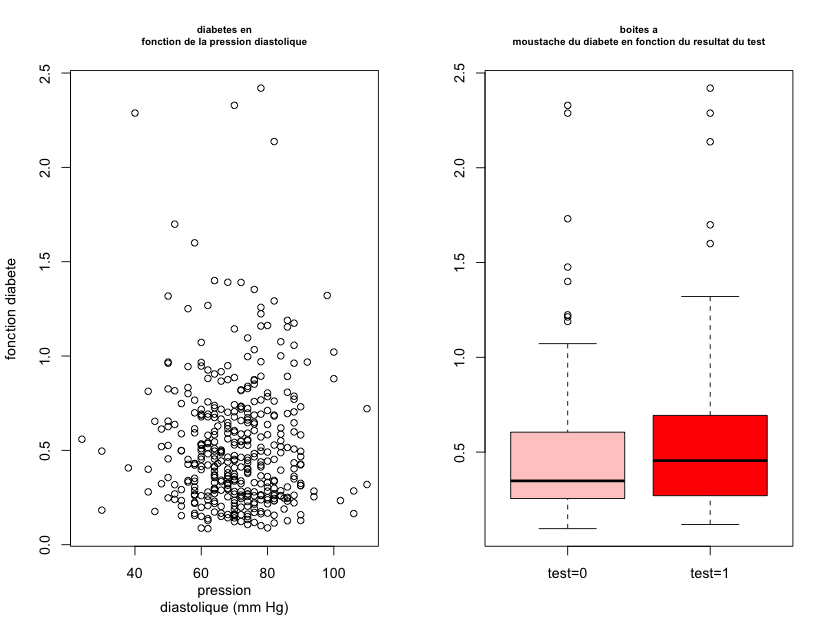 diabetes en
fonction de la pression diastolique
fonction diabete
2.5
2.0
1.5
1.0
0.5
0.0
40 60 80 100
pression
diastolique (mm Hg)
boites a
moustache du diabete en fonction du resultat du test
2.5
2.0
1.5
1.0
0.5
test=0 test=1